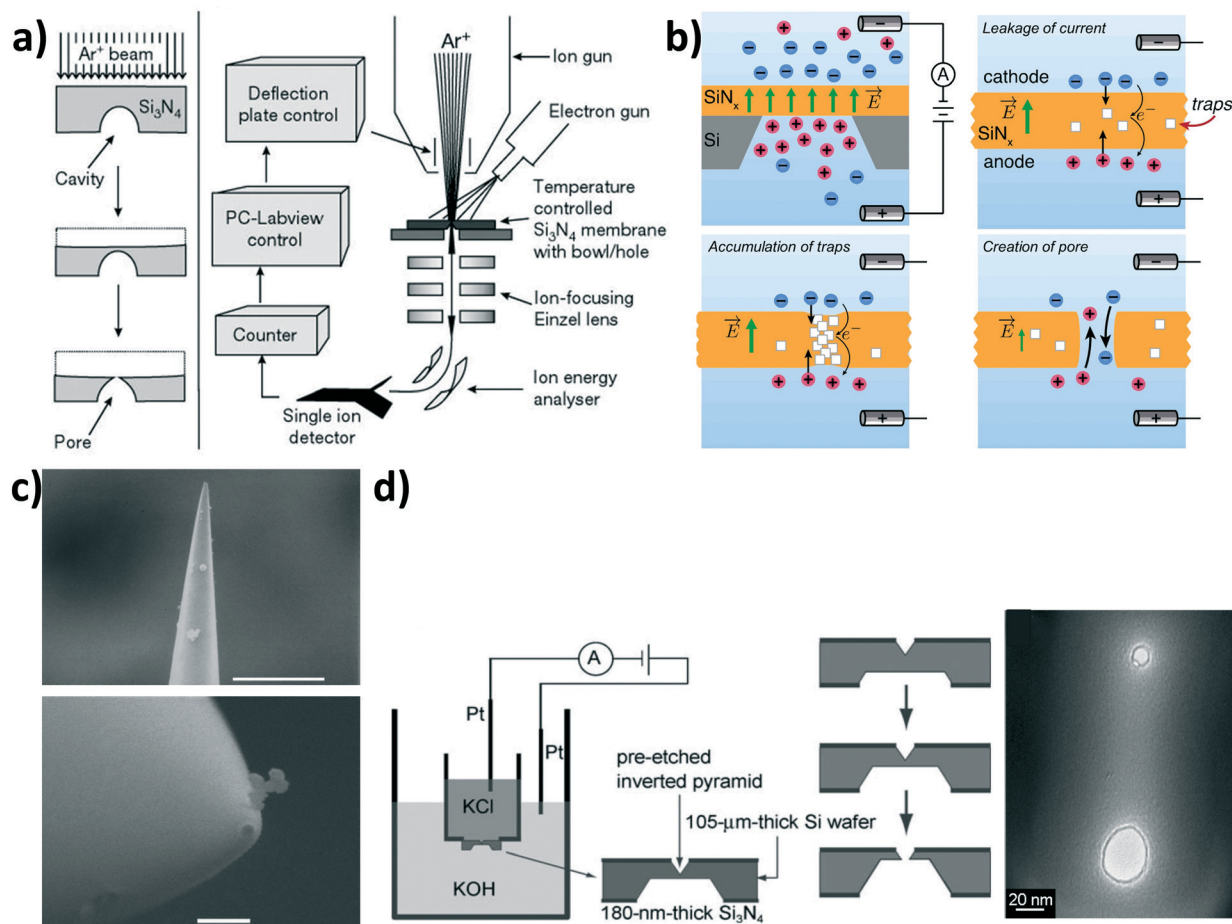 a)
Ar⁺ beam
Si₃N₄
Cavity
Pore
Deflection
plate control
PC-Labview
control
Counter
Single ion
detector
Ar⁺
Ion gun
Electron gun
Temperature
controlled
Si₃N₄ membrane
with bowl/hole
Ion-focusing
Einzel lens
Ion energy
analyser
b)
SiNₓ
E
Si
A
Leakage of current
cathode
E
e⁻
traps
SiNₓ
anode
Accumulation of traps
E
e⁻
Creation of pore
E
c)
d)
A
Pt
Pt
KCl
KOH
pre-etched
inverted pyramid
105-µm-thick Si wafer
180-nm-thick Si₃N₄
20 nm